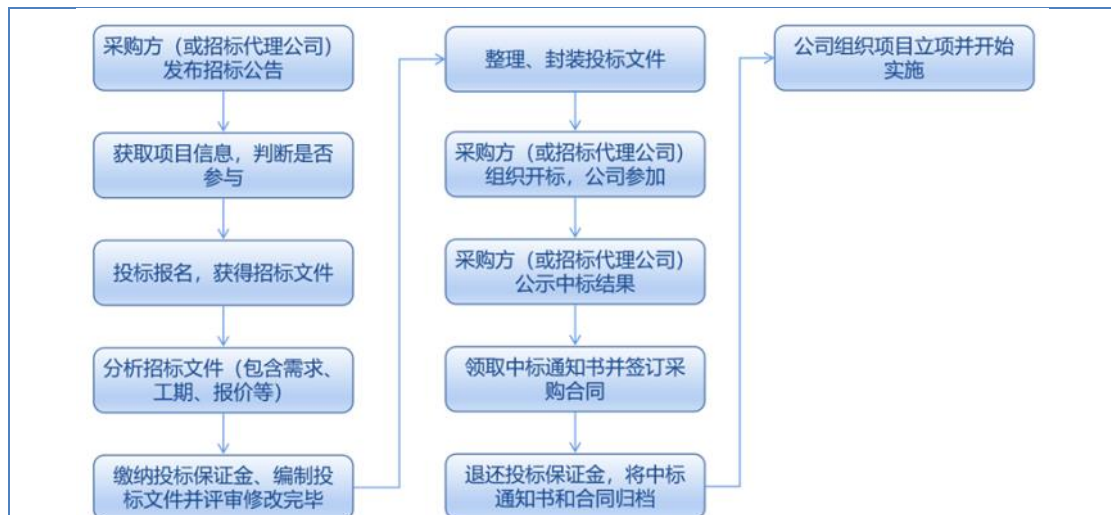 采购方（或招标代理公司）
发布招标公告
获取项目信息，判断是否
参与
投标报名，获得招标文件
分析招标文件（包含需求、
工期、报价等）
缴纳投标保证金、编制投
标文件并评审修改完毕
整理、封装投标文件
采购方（或招标代理公司）
组织开标，公司参加
采购方（或招标代理公司）
公示中标结果
领取中标通知书并签订采
购合同
退还投标保证金，将中标
通知书和合同归档
公司组织项目立项并开始
实施